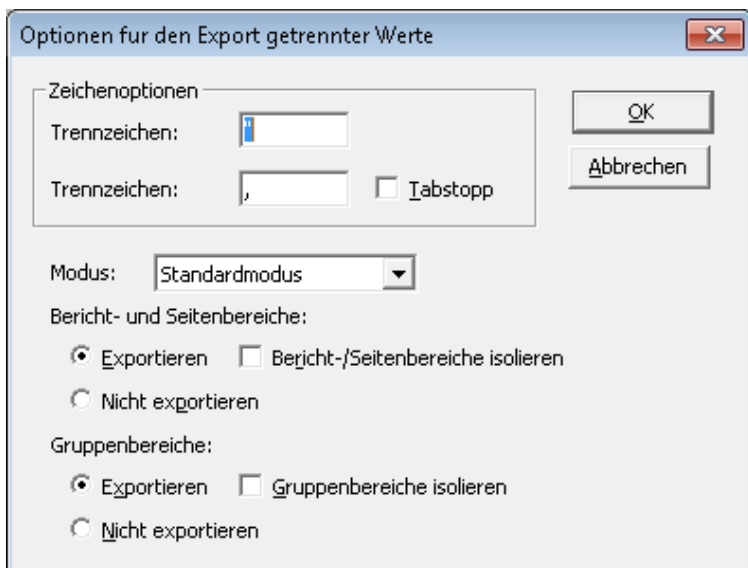 Optionen fur den Export getrennter Werte
Zeichenoptionen
Trennzeichen: "
OK
Trennzeichen: , Tabstopp
Abbrechen
Modus: Standardmodus
Bericht- und Seitenbereiche:
Exportieren Bericht-/Seitenbereiche isolieren
Nicht exportieren
Gruppenbereiche:
Exportieren Gruppenbereiche isolieren
Nicht exportieren